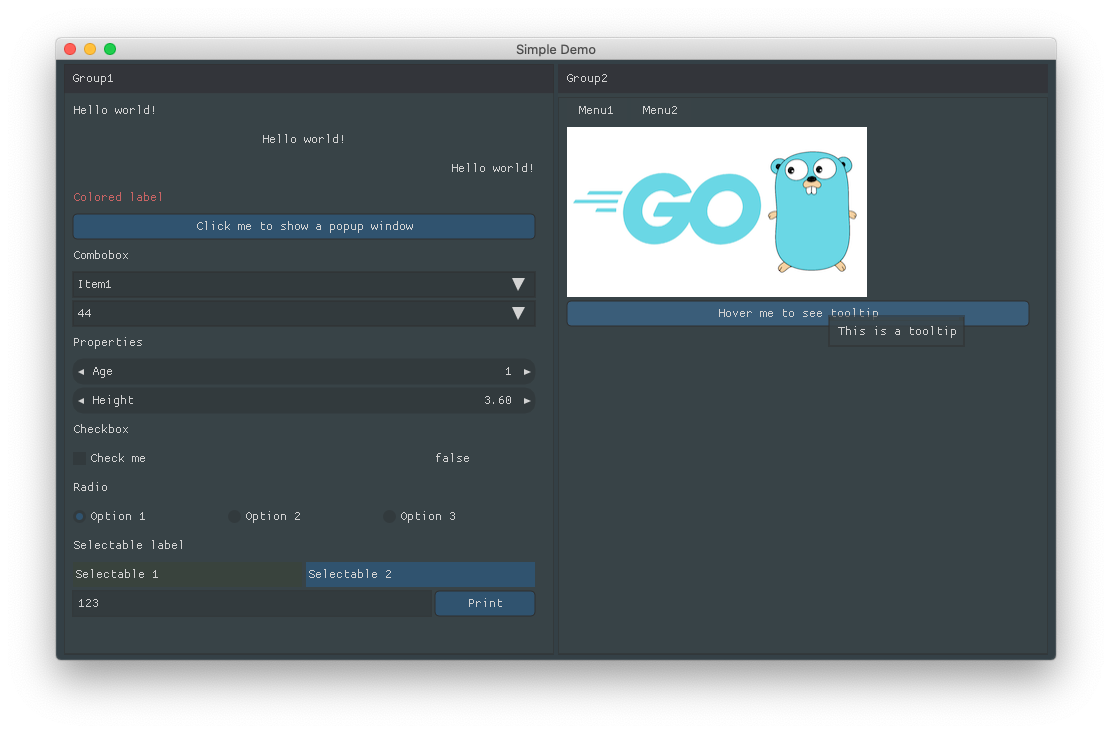 Simple Demo
Group1
Hello world!
Hello world!
Hello world!
Colored label
Click me to show a popup window
Combobox
Item1
44
Properties
Age 1
Height 3.60
Checkbox
Check me false
Radio
Option 1 Option 2 Option 3
Selectable label
Selectable 1 Selectable 2
123 Print
Group2
Menu1 Menu2
GO
Hover me to see tooltip
This is a tooltip